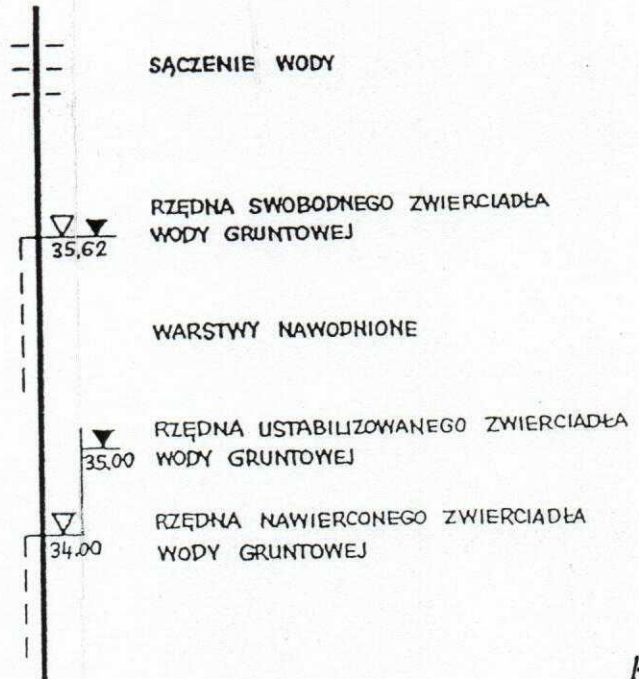 SĄCZENIE WODY
RZĘDNA SWOBODNEGO ZWIERCIADŁA
WODY GRUNTOWEJ
35,62
WARSTWY NAWODNIONE
RZĘDNA USTABILIZOWANEGO ZWIERCIADŁA
WODY GRUNTOWEJ
35,00
RZĘDNA NAWIERCONEGO ZWIERCIADŁA
WODY GRUNTOWEJ
34,00